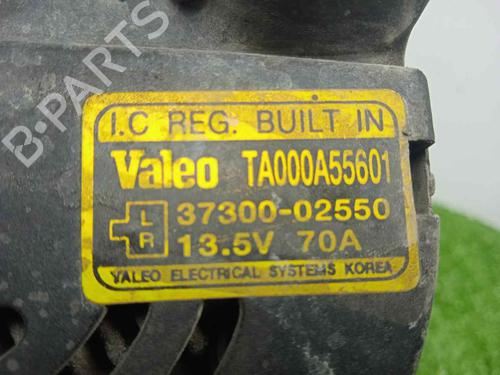 B-PARTS
I.C REG. BUILT IN
Valeo TA000A55601
L 37300-02550
R 13.5V 70A
VALEO ELECTRICAL SYSTEMS KOREA